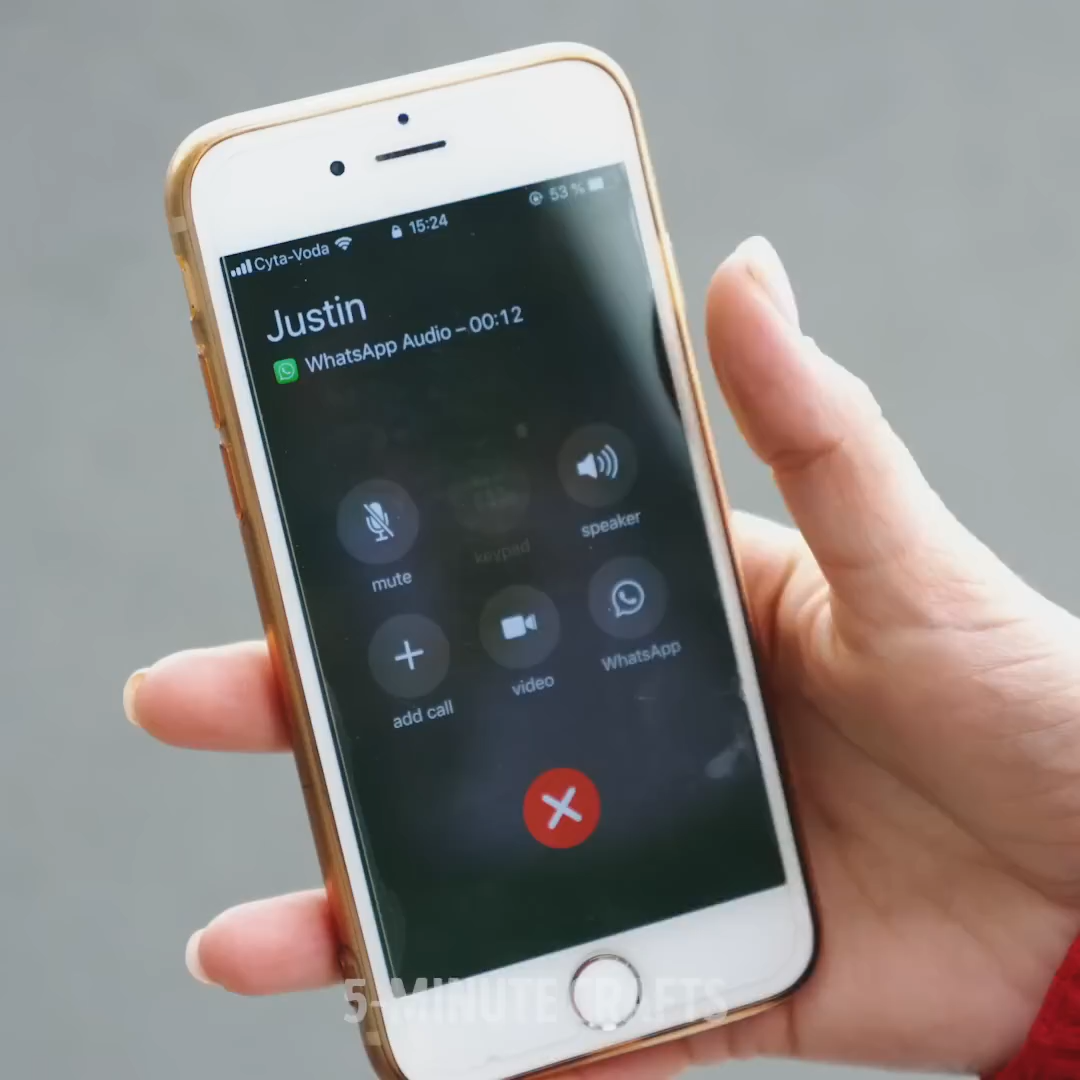 Cyta-Voda 15:24 53 %
Justin
WhatsApp Audio – 00:12
mute keypad speaker
add call video WhatsApp
5-MINUTE CRAFTS